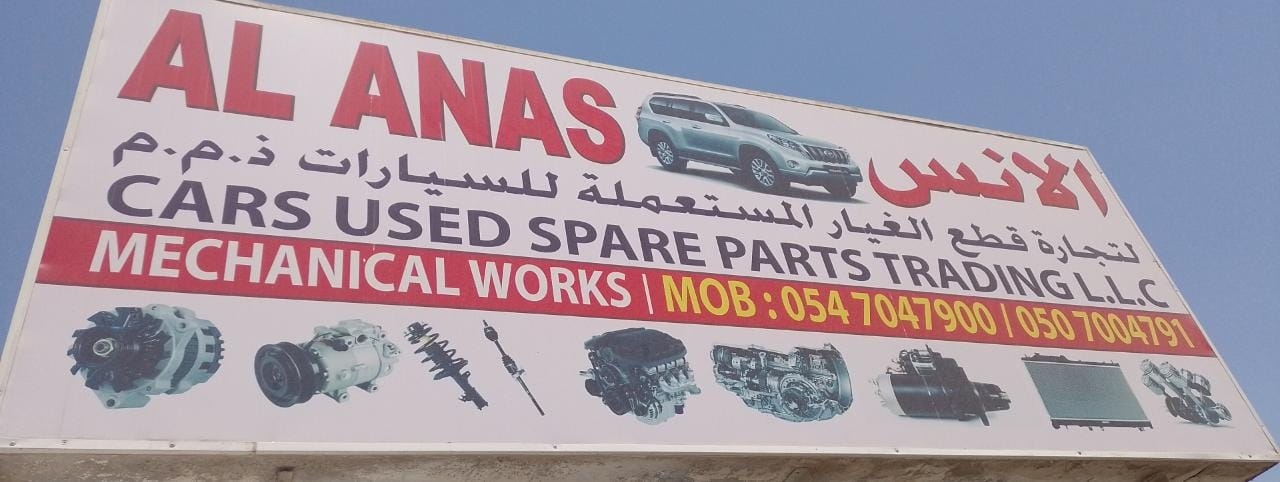 AL ANAS
الانس
لتجارة قطع الغيار المستعملة للسيارات ذ.م.م
CARS USED SPARE PARTS TRADING L.L.C
MECHANICAL WORKS | MOB : 054 7047900 | 050 7004791